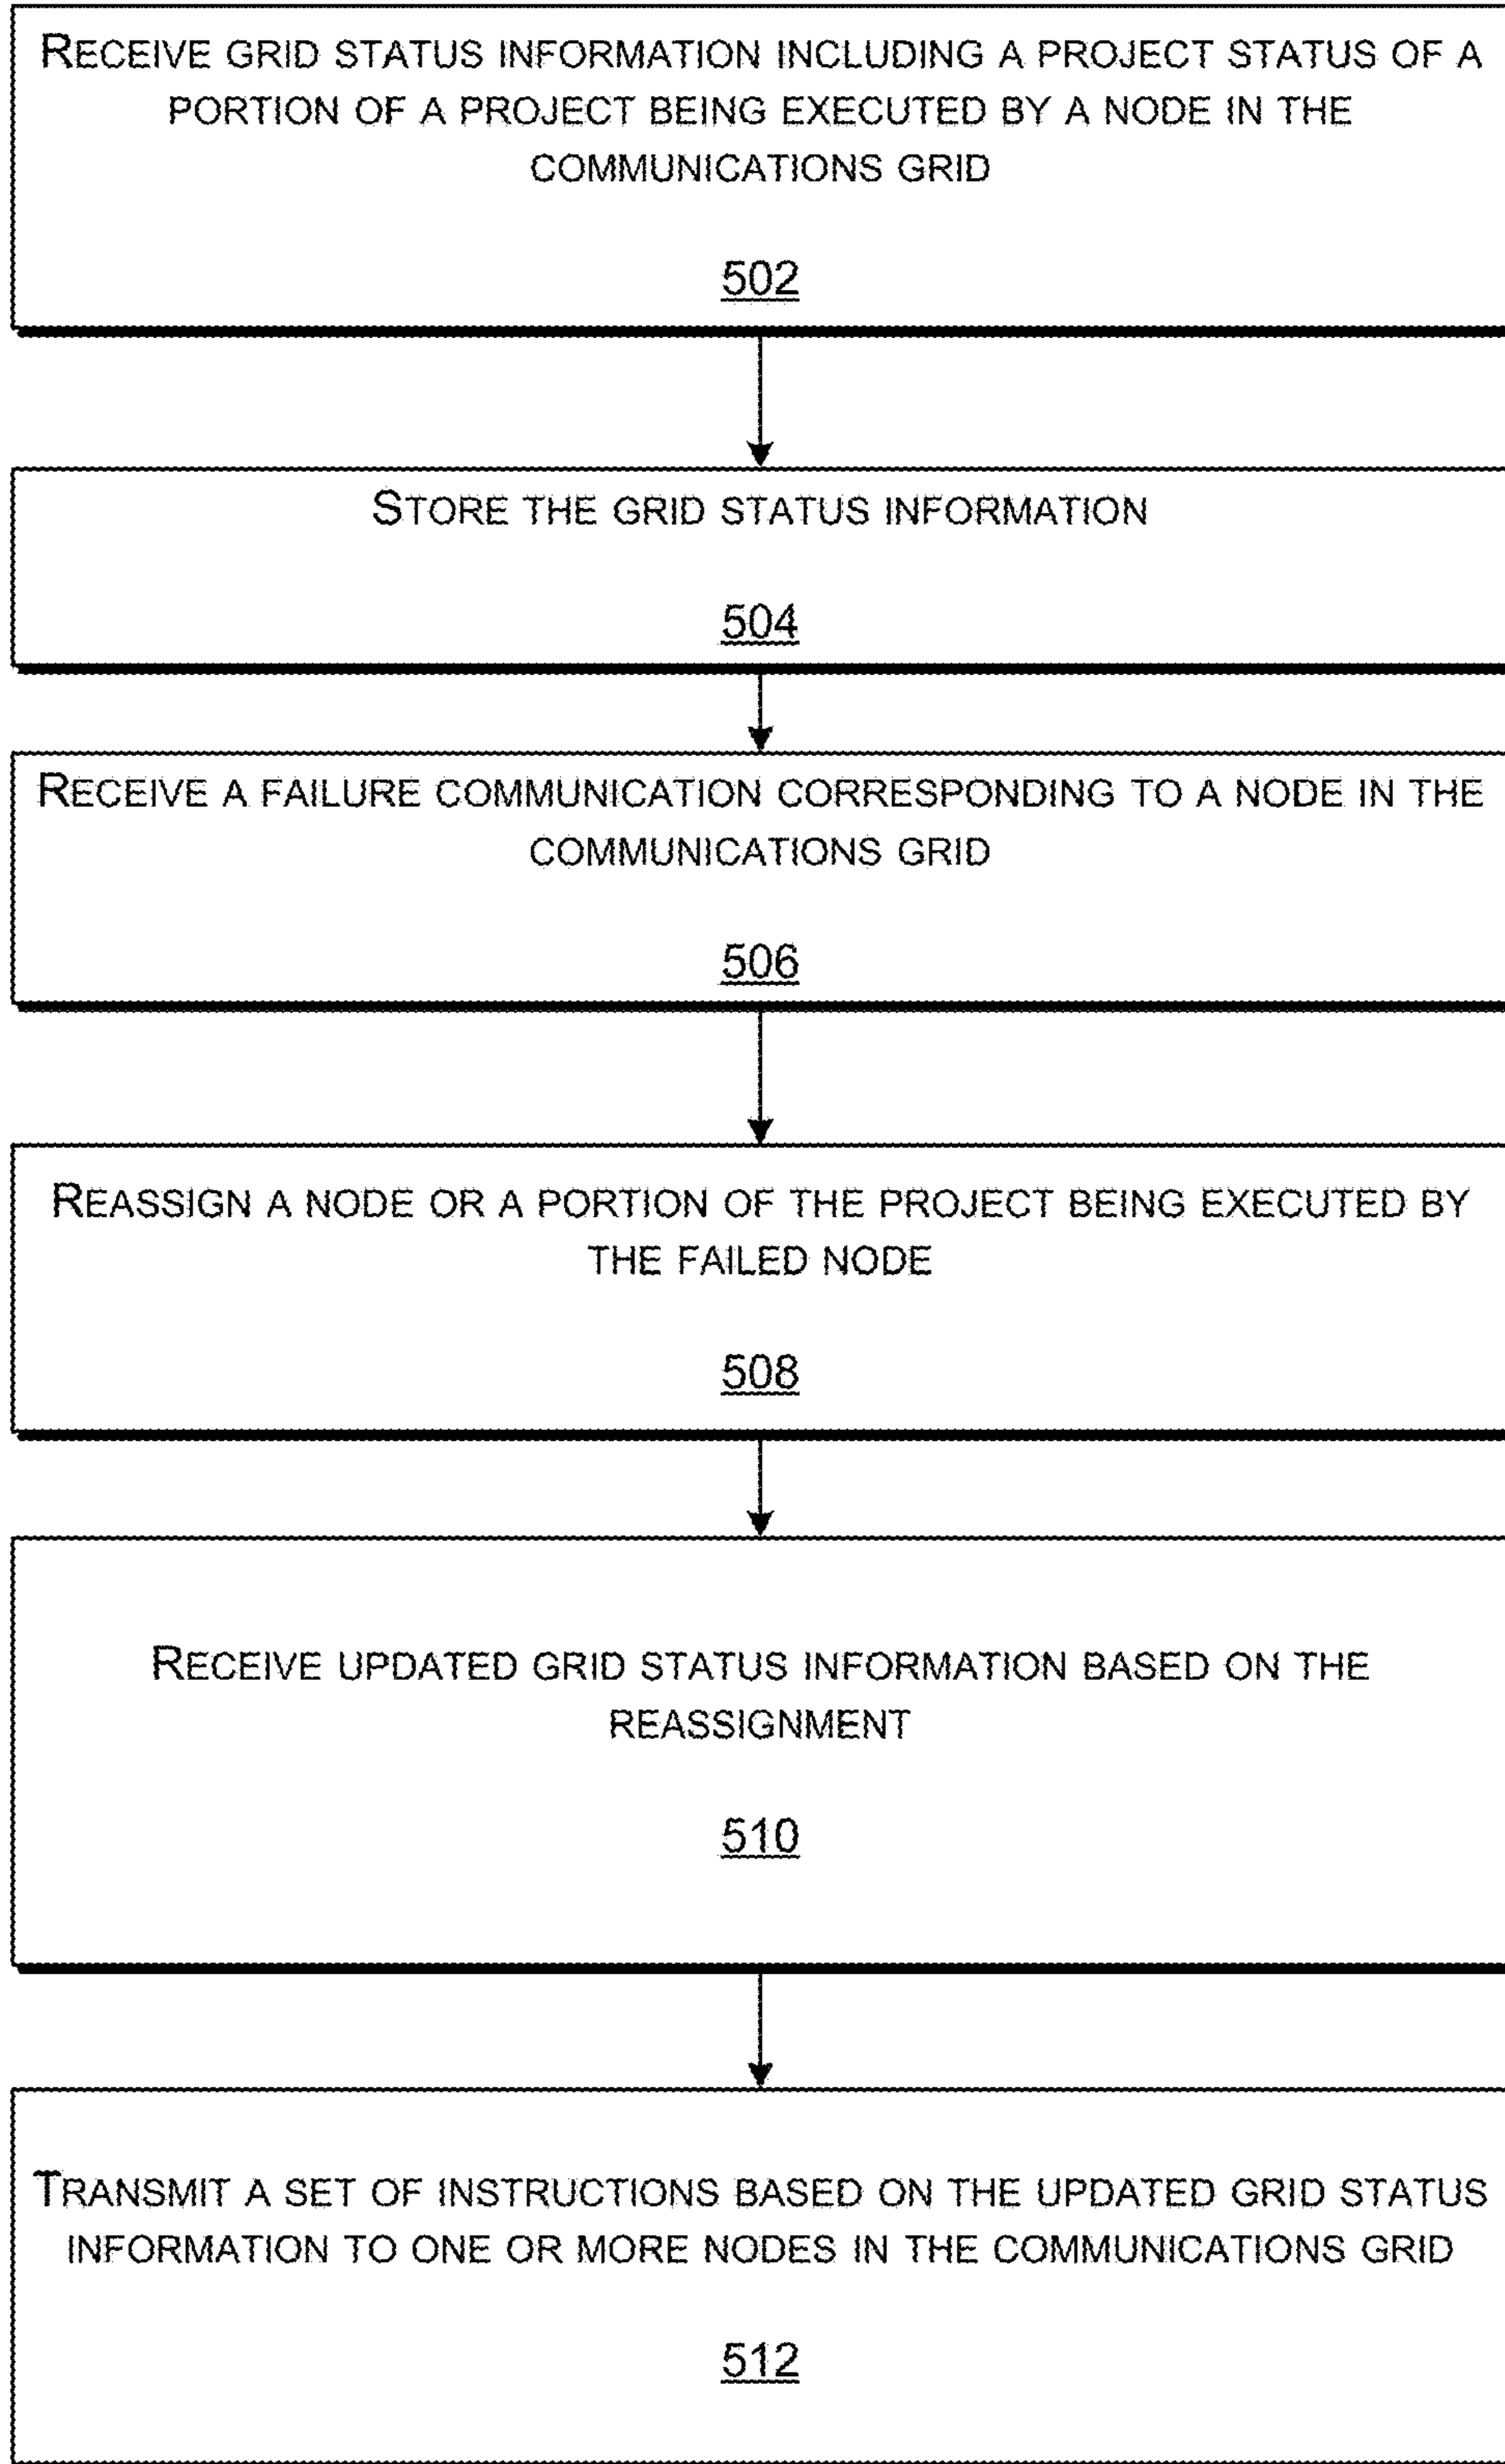 RECEIVE GRID STATUS INFORMATION INCLUDING A PROJECT STATUS OF A
PORTION OF A PROJECT BEING EXECUTED BY A NODE IN THE
COMMUNICATIONS GRID
502
STORE THE GRID STATUS INFORMATION
504
RECEIVE A FAILURE COMMUNICATION CORRESPONDING TO A NODE IN THE
COMMUNICATIONS GRID
506
REASSIGN A NODE OR A PORTION OF THE PROJECT BEING EXECUTED BY
THE FAILED NODE
508
RECEIVE UPDATED GRID STATUS INFORMATION BASED ON THE
REASSIGNMENT
510
TRANSMIT A SET OF INSTRUCTIONS BASED ON THE UPDATED GRID STATUS
INFORMATION TO ONE OR MORE NODES IN THE COMMUNICATIONS GRID
512